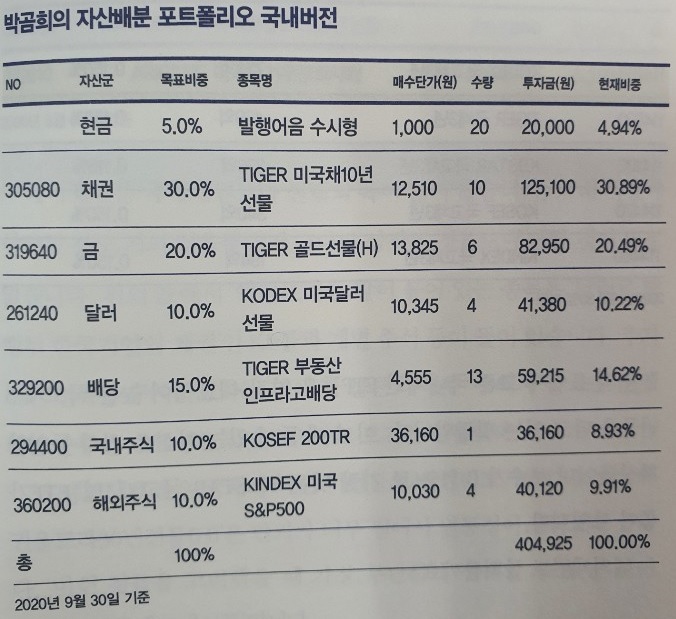 박곰희의 자산배분 포트폴리오 국내버전
NO 자산군 목표비중 종목명 매수단가(원) 수량 투자금(원) 현재비중
현금 5.0% 발행어음 수시형 1,000 20 20,000 4.94%
305080 채권 30.0% TIGER 미국채10년 12,510 10 125,100 30.89%
선물
319640 금 20.0% TIGER 골드선물(H) 13,825 6 82,950 20.49%
261240 달러 10.0% KODEX 미국달러 10,345 4 41,380 10.22%
선물
329200 배당 15.0% TIGER 부동산 4,555 13 59,215 14.62%
인프라고배당
294400 국내주식 10.0% KOSEF 200TR 36,160 1 36,160 8.93%
360200 해외주식 10.0% KINDEX 미국 10,030 4 40,120 9.91%
S&P500
총 100% 404,925 100.00%
2020년 9월 30일 기준